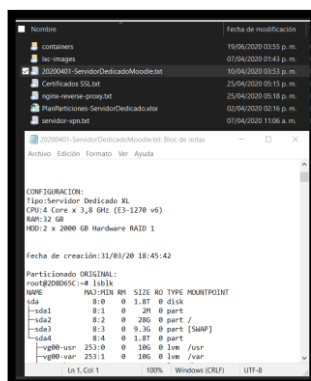 Nombre Fecha de modificación
containers 19/06/2020 03:55 p. m.
lxc-images 07/04/2020 01:43 p. m.
20200401-ServidorDedicadoMoodle.txt 10/04/2020 03:53 p. m.
Certificados SSL.txt 25/04/2020 05:15 p. m.
nginx-reverse-proxy.txt 25/04/2020 05:18 p. m.
PlanParticiones-ServidorDedicado.xlsx 02/04/2020 02:16 p. m.
servidor-vpn.txt 07/04/2020 11:06 a. m.
20200401-ServidorDedicadoMoodle.txt: Bloc de notas
Archivo Edición Formato Ver Ayuda
CONFIGURACION:
Tipo:Servidor Dedicado XL
CPU:4 Core x 3,8 GHz (E3-1270 v6)
RAM:32 GB
HDD:2 x 2000 GB Hardware RAID 1
Fecha de creación:31/03/20 18:45:42
Particionado ORIGINAL:
root@2D8D65C:~# lsblk
NAME MAJ:MIN RM SIZE RO TYPE MOUNTPOINT
sda 8:0 0 1.8T 0 disk
├─sda1 8:1 0 2M 0 part
├─sda2 8:2 0 28G 0 part /
├─sda3 8:3 0 9.3G 0 part [SWAP]
└─sda4 8:4 0 1.8T 0 part
├─vg00-usr 253:0 0 10G 0 lvm /usr
├─vg00-var 253:1 0 10G 0 lvm /var
Ln 1, Col 1 100% Windows (CRLF) UTF-8